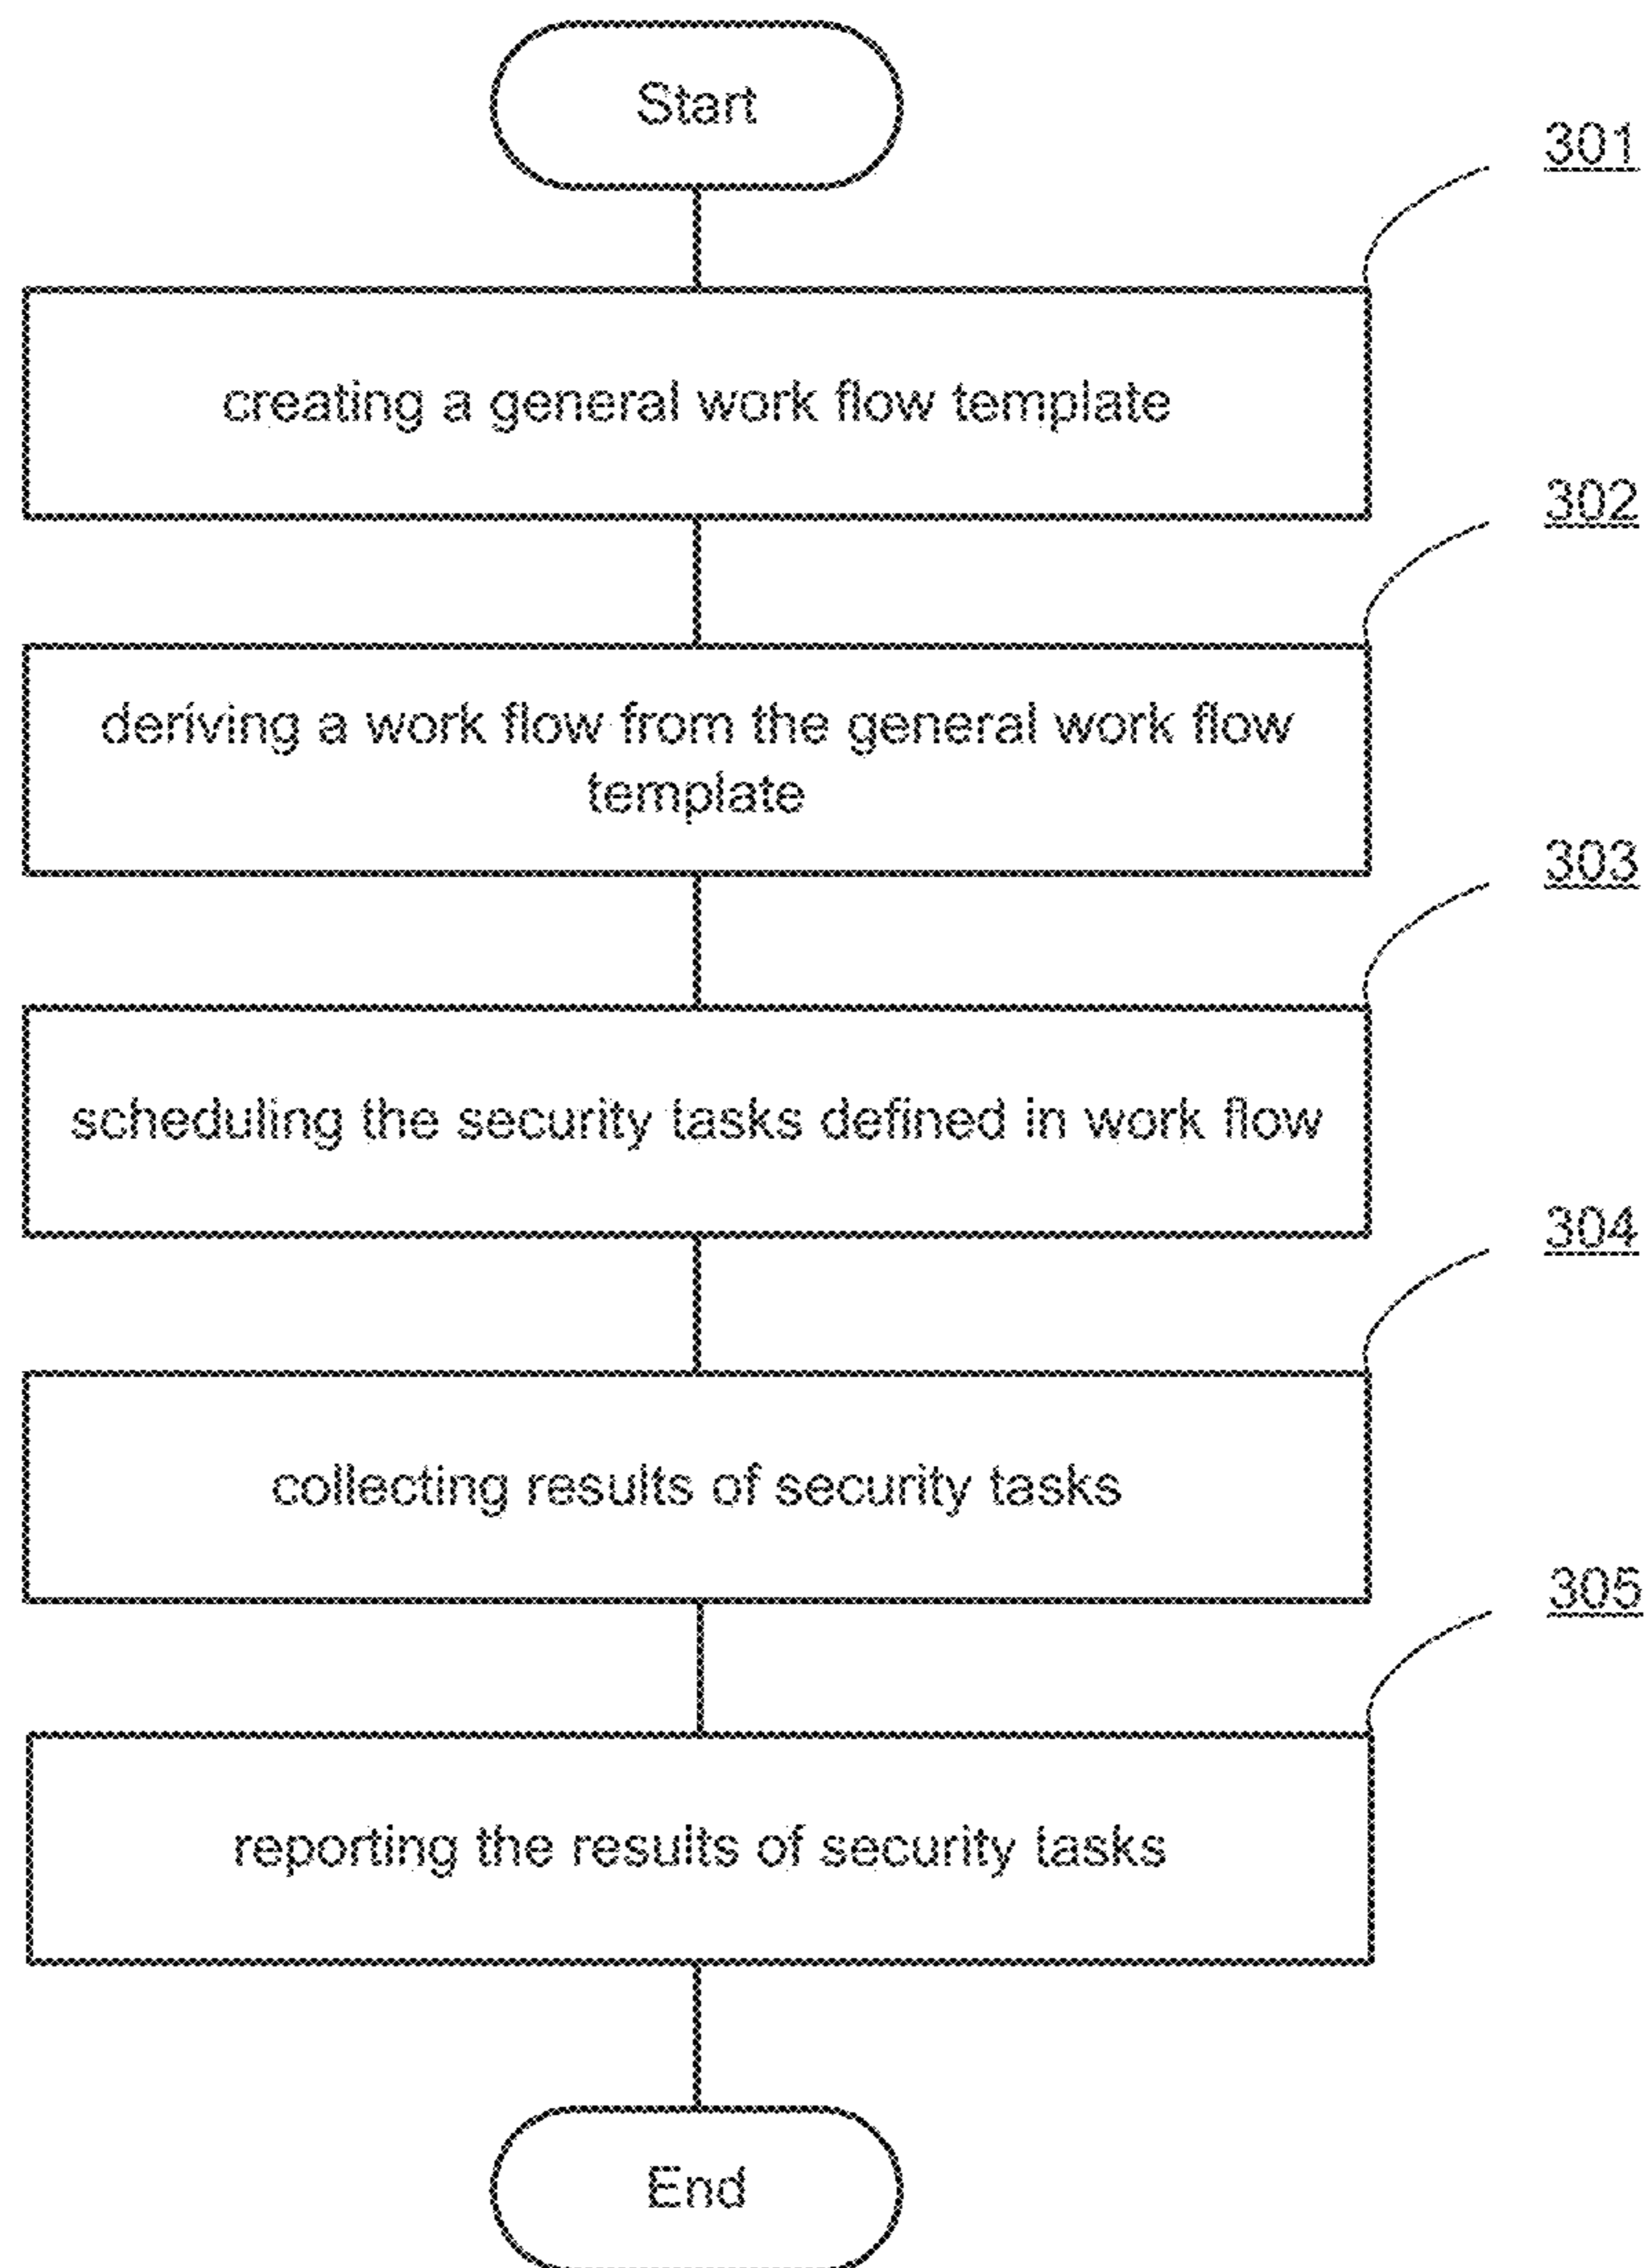 Start
301
creating a general work flow template
302
deriving a work flow from the general work flow
template
303
scheduling the security tasks defined in work flow
304
collecting results of security tasks
305
reporting the results of security tasks
End